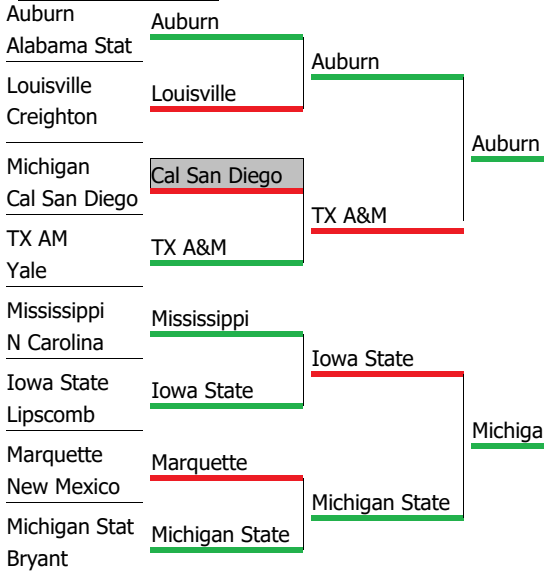 Auburn
Alabama Stat
Louisville
Creighton
Michigan
Cal San Diego
TX AM
Yale
Mississippi
N Carolina
Iowa State
Lipscomb
Marquette
New Mexico
Michigan Stat
Bryant
Auburn
Louisville
Cal San Diego
TX A&M
Mississippi
Iowa State
Marquette
Michigan State
Auburn
TX A&M
Iowa State
Michigan State
Auburn
Michiga